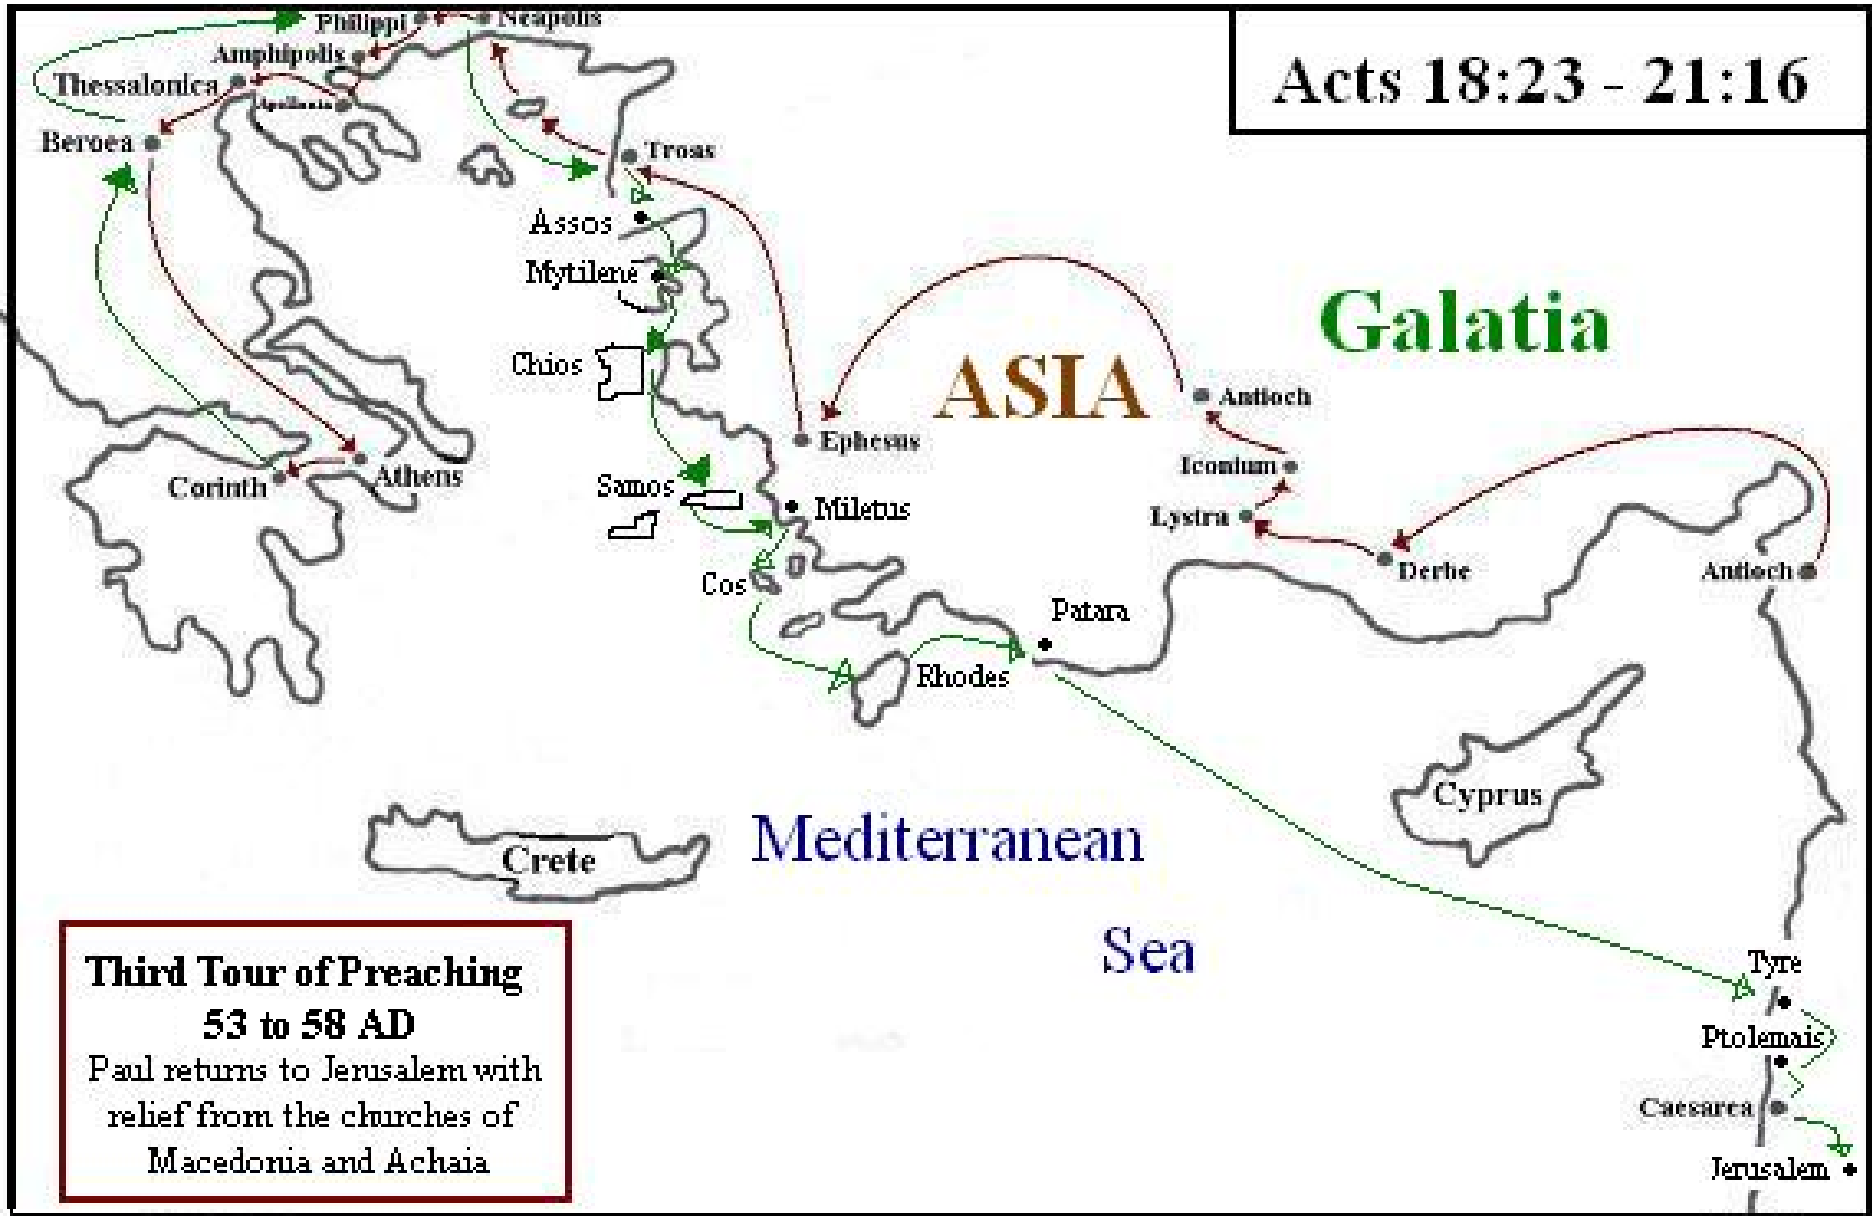 Philippi
Neapolis
Amphipolis
Thessalonica
Apollonia
Beroea
Troas
Acts 18:23 - 21:16
Assos
Mytilene
Galatia
Chios
ASIA
Antioch
Ephesus
Iconium
Athens
Corinth
Samos
Miletus
Lystra
Derbe
Antioch
Cos
Patara
Rhodes
Cyprus
Mediterranean
Crete
Sea
Tyre
Ptolemais
Caesarea
Jerusalem
Third Tour of Preaching
53 to 58 AD
Paul returns to Jerusalem with
relief from the churches of
Macedonia and Achaia